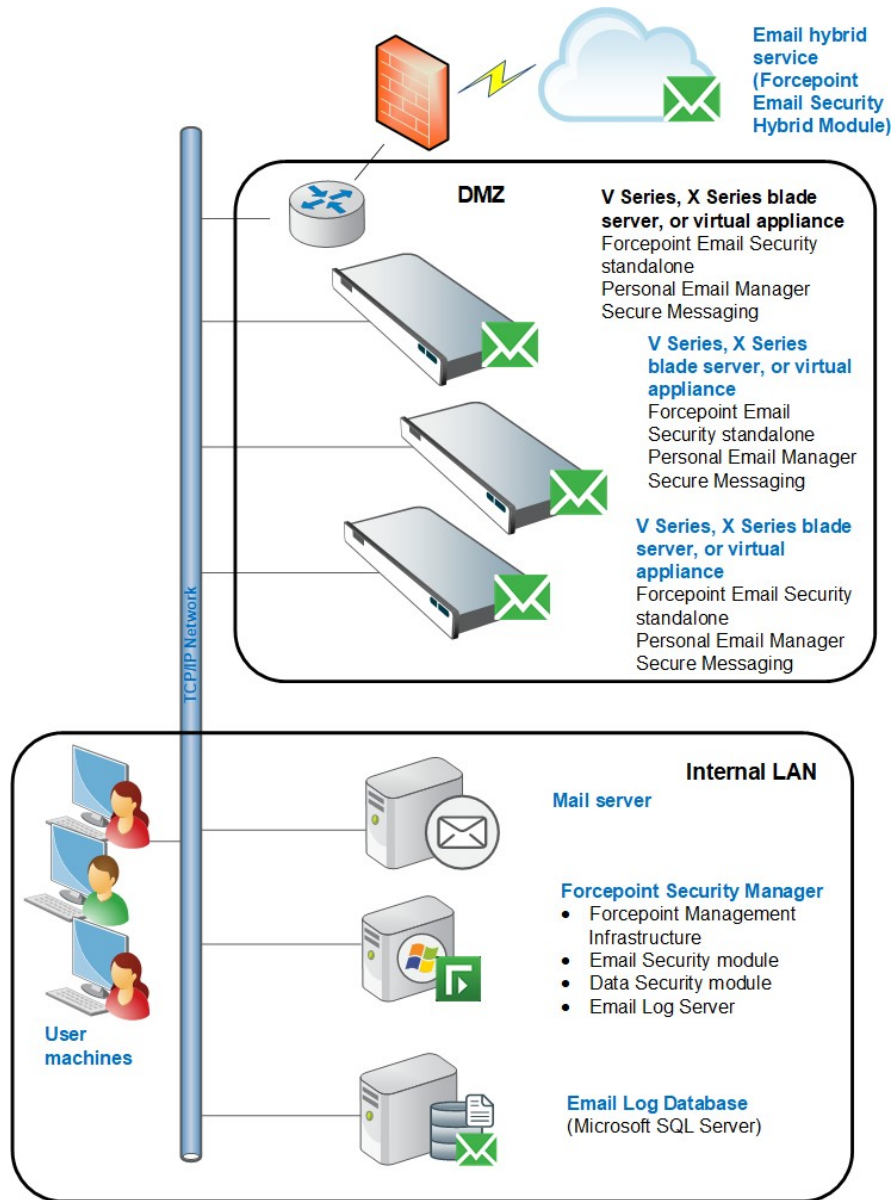 Email hybrid
service
(Forcepoint
Email Security
Hybrid Module)
DMZ
V Series, X Series blade
server, or virtual appliance
Forcepoint Email Security
standalone
Personal Email Manager
Secure Messaging
V Series, X Series
blade server, or virtual
appliance
Forcepoint Email
Security standalone
Personal Email Manager
Secure Messaging
V Series, X Series blade
server, or virtual
appliance
Forcepoint Email Security
standalone
Personal Email Manager
Secure Messaging
TCP/IP Network
Internal LAN
Mail server
Forcepoint Security Manager
• Forcepoint Management
Infrastructure
• Email Security module
• Data Security module
• Email Log Server
User
machines
Email Log Database
(Microsoft SQL Server)